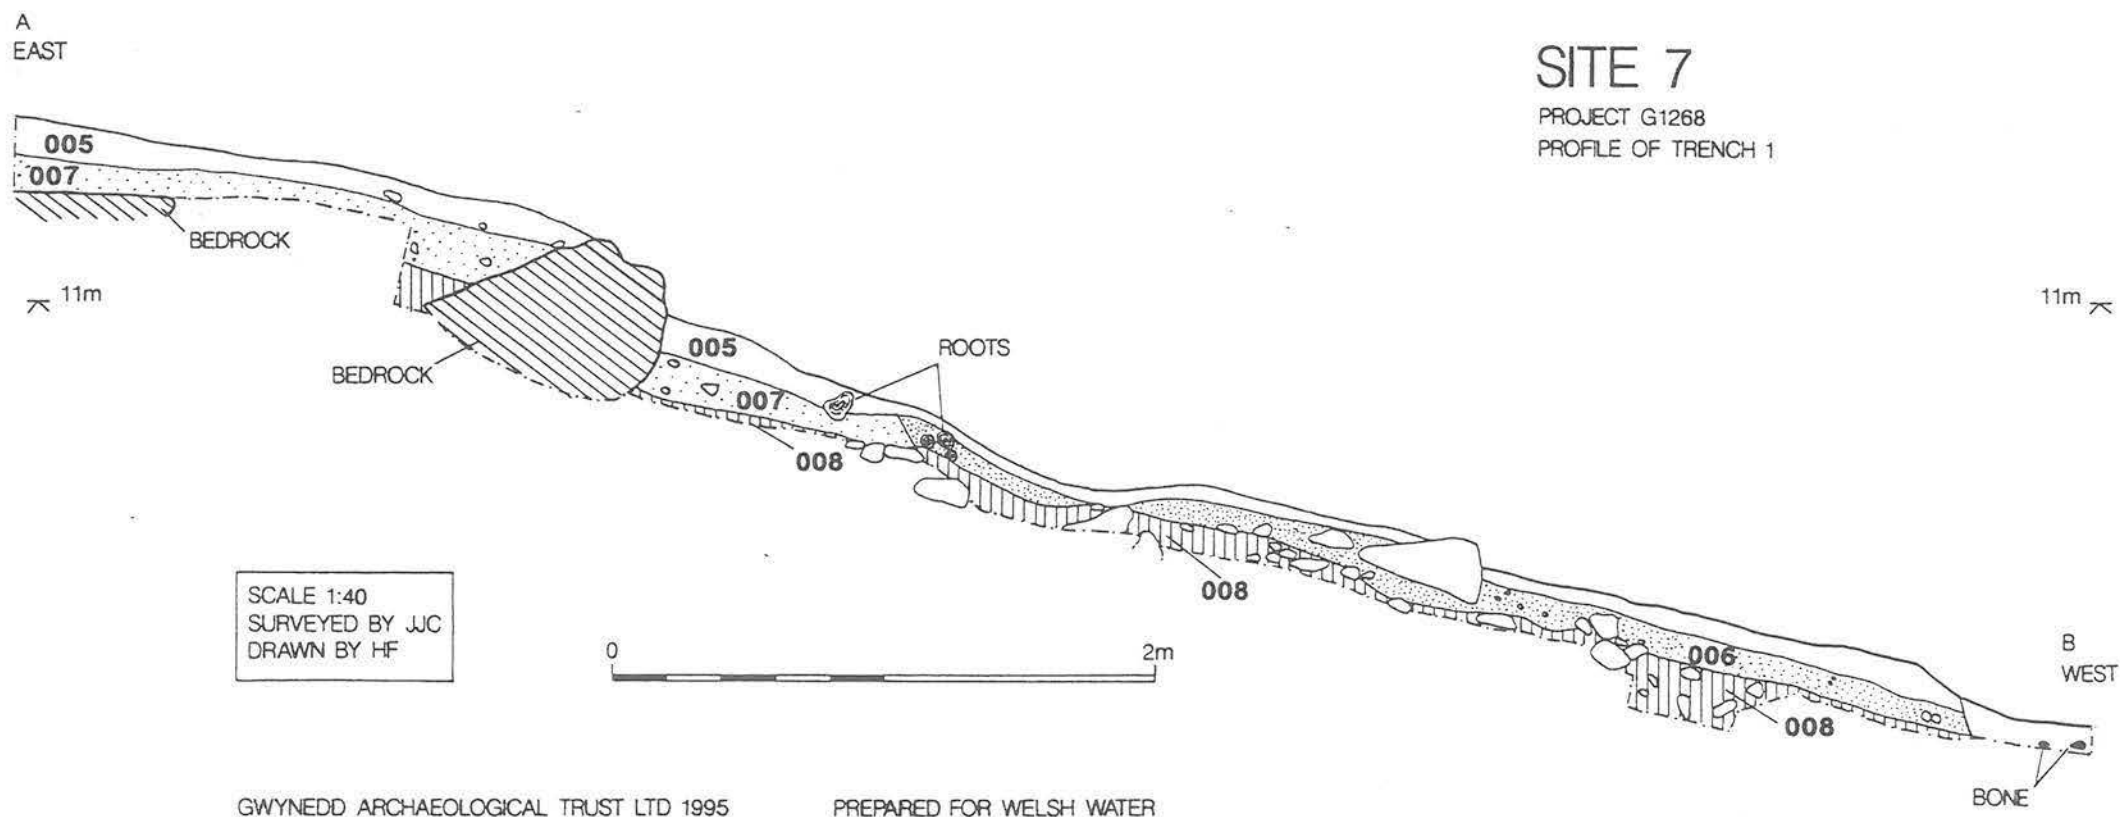 A
EAST
SITE 7
PROJECT G1268
PROFILE OF TRENCH 1
005
007
BEDROCK
11m
11m
BEDROCK
005
ROOTS
007
008
008
SCALE 1:40
SURVEYED BY JJC
DRAWN BY HF
0 2m
006
B
WEST
008
BONE
GWYNEDD ARCHAEOLOGICAL TRUST LTD 1995 PREPARED FOR WELSH WATER